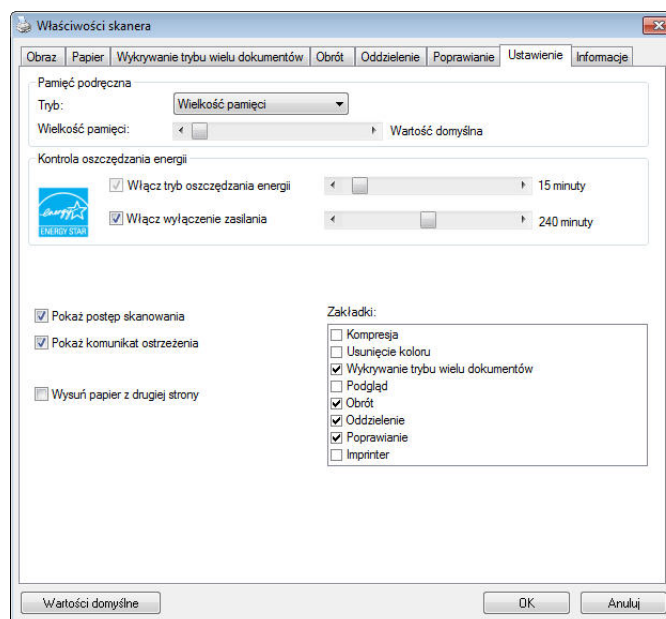 Właściwości skanera
Obraz Papier Wykrywanie trybu wielu dokumentów Obrót Oddzielenie Poprawianie Ustawienie Informacje
Pamięć podręczna
Tryb: Wielkość pamięci
Wielkość pamięci: Wartość domyślna
Kontrola oszczędzania energii
Włącz tryb oszczędzania energii 15 minuty
energy
ENERGY STAR
Włącz wyłączenie zasilania 240 minuty
Pokaż postęp skanowania
Pokaż komunikat ostrzeżenia
Wysuń papier z drugiej strony
Zakładki:
Kompresja
Usunięcie koloru
Wykrywanie trybu wielu dokumentów
Podgląd
Obrót
Oddzielenie
Poprawianie
Imprinter
Wartości domyślne OK Anuluj